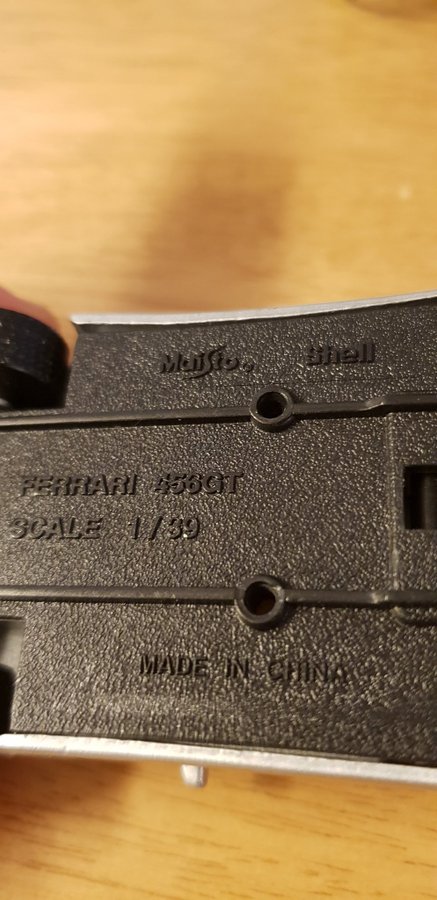 Maisto® Shell
FERRARI 456GT
SCALE 1/39
MADE IN CHINA